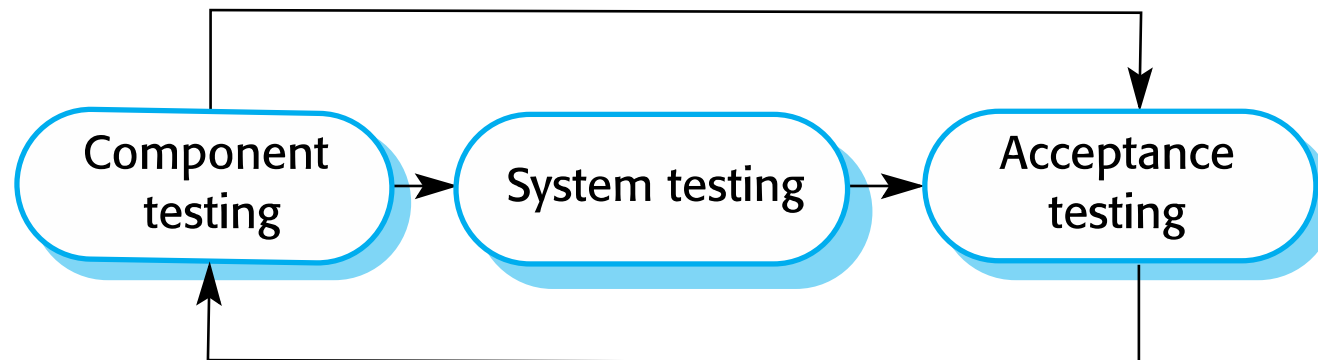 Component
testing
System testing
Acceptance
testing